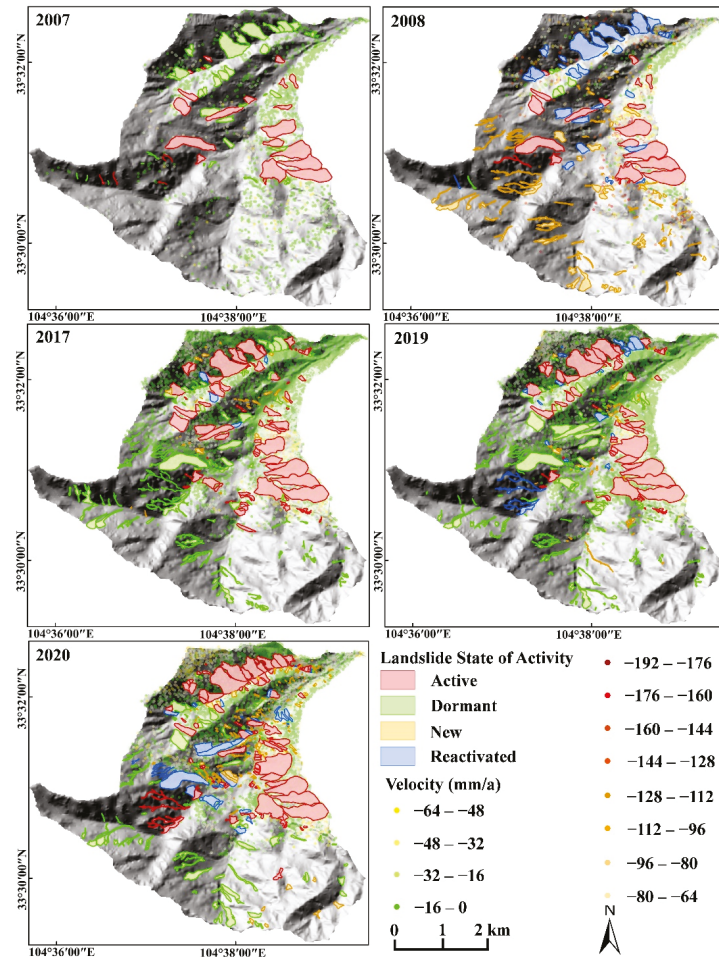 2007
2008
33°32′00″N
33°32′00″N
33°30′00″N
33°30′00″N
104°36′00″E
104°38′00″E
104°36′00″E
104°38′00″E
2017
2019
33°32′00″N
33°32′00″N
33°30′00″N
33°30′00″N
104°36′00″E
104°38′00″E
104°36′00″E
104°38′00″E
2020
33°32′00″N
33°30′00″N
104°36′00″E
104°38′00″E
Landslide State of Activity
Active
Dormant
New
Reactivated
Velocity (mm/a)
−64 – −48
−48 – −32
−32 – −16
−16 – 0
−192 – −176
−176 – −160
−160 – −144
−144 – −128
−128 – −112
−112 – −96
−96 – −80
−80 – −64
0 1 2 km
N